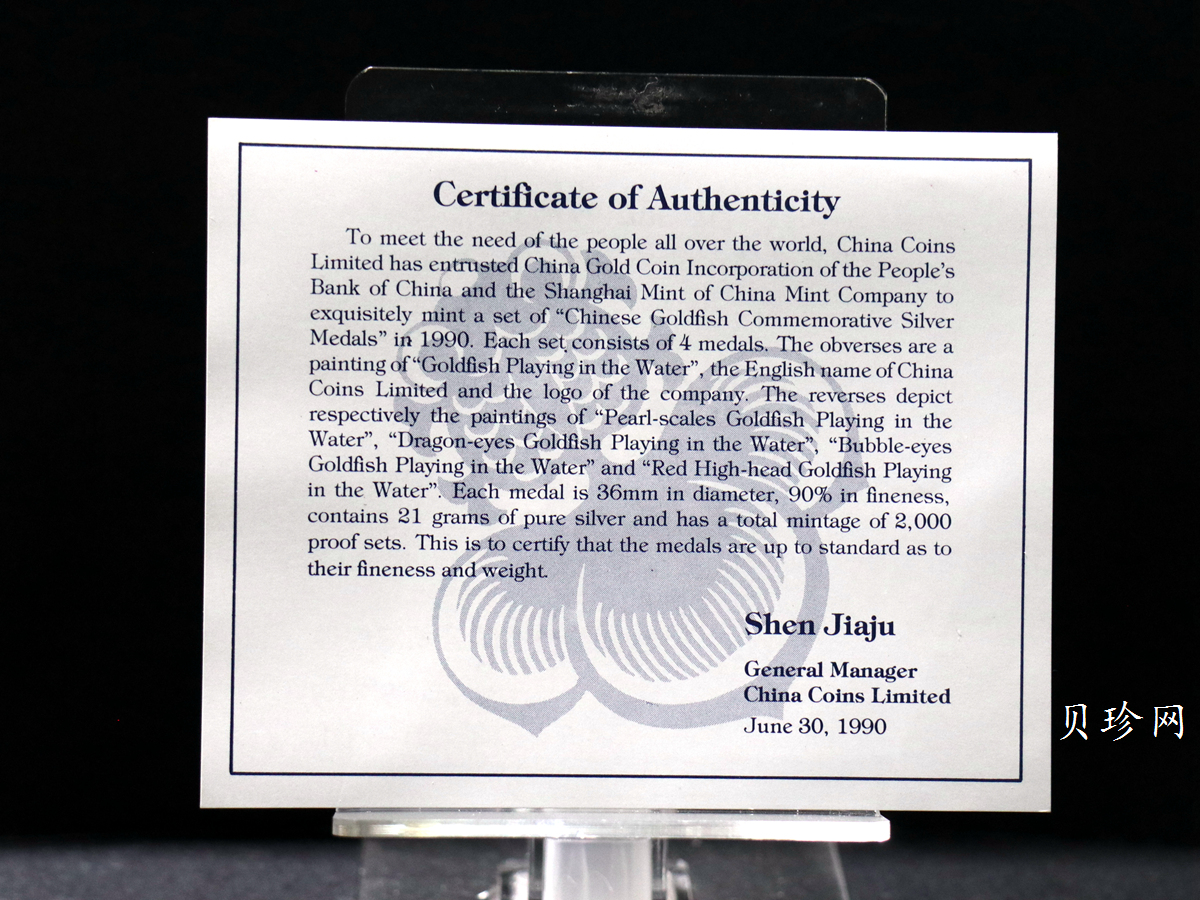 Certificate of Authenticity
To meet the need of the people all over the world, China Coins
Limited has entrusted China Gold Coin Incorporation of the People's
Bank of China and the Shanghai Mint of China Mint Company to
exquisitely mint a set of “Chinese Goldfish Commemorative Silver
Medals” in 1990. Each set consists of 4 medals. The obverses are a
painting of “Goldfish Playing in the Water”, the English name of China
Coins Limited and the logo of the company. The reverses depict
respectively the paintings of “Pearl-scales Goldfish Playing in the
Water”, “Dragon-eyes Goldfish Playing in the Water”, “Bubble-eyes
Goldfish Playing in the Water” and “Red High-head Goldfish Playing
in the Water”. Each medal is 36mm in diameter, 90% in fineness,
contains 21 grams of pure silver and has a total mintage of 2,000
proof sets. This is to certify that the medals are up to standard as to
their fineness and weight.
Shen Jiaju
General Manager
China Coins Limited
June 30, 1990
贝珍网